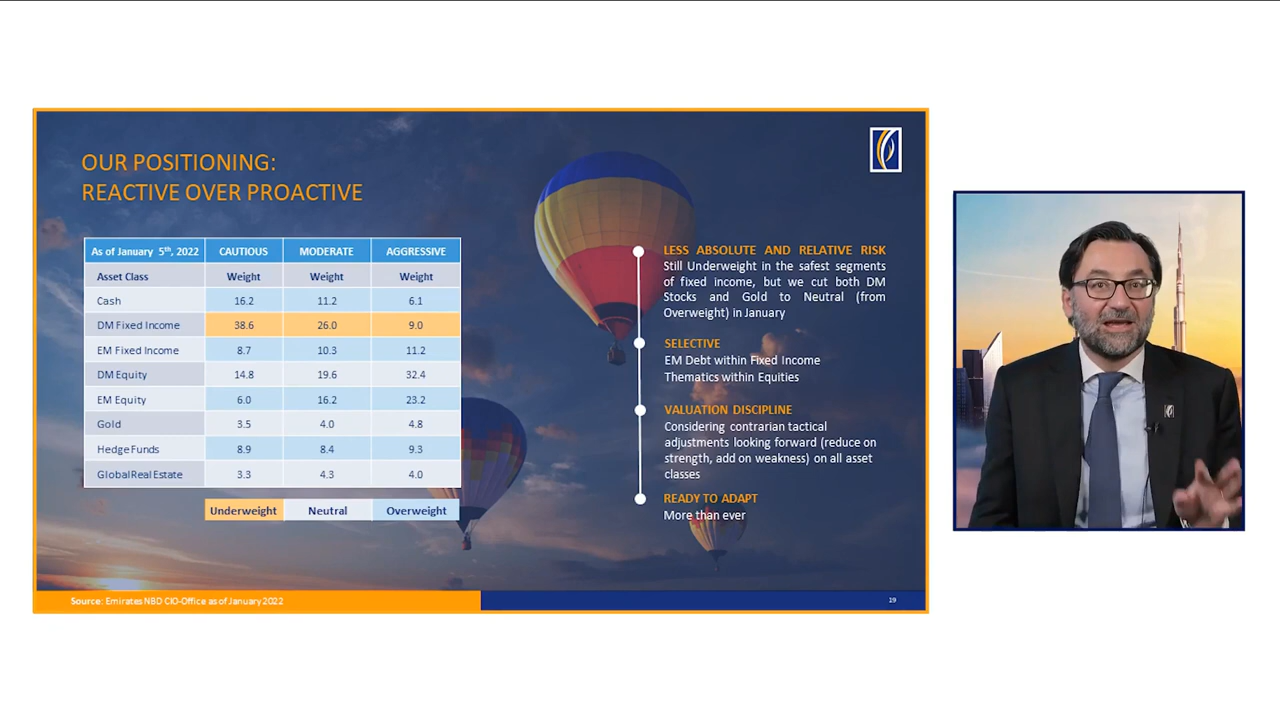 OUR POSITIONING:
REACTIVE OVER PROACTIVE
As of January 5th, 2022 CAUTIOUS MODERATE AGGRESSIVE
Asset Class Weight Weight Weight
Cash 16.2 11.2 6.1
DM Fixed Income 38.6 26.0 9.0
EM Fixed Income 8.7 10.3 11.2
DM Equity 14.8 19.6 32.4
EM Equity 6.0 16.2 23.2
Gold 3.5 4.0 4.8
Hedge Funds 8.9 8.4 9.3
Global Real Estate 3.3 4.3 4.0
Underweight Neutral Overweight
LESS ABSOLUTE AND RELATIVE RISK
Still Underweight in the safest segments
of fixed income, but we cut both DM
Stocks and Gold to Neutral (from
Overweight) in January
SELECTIVE
EM Debt within Fixed Income
Thematics within Equities
VALUATION DISCIPLINE
Considering contrarian tactical
adjustments looking forward (reduce on
strength, add on weakness) on all asset
classes
READY TO ADAPT
More than ever
Source: Emirates NBD CIO-Office as of January 2022
19